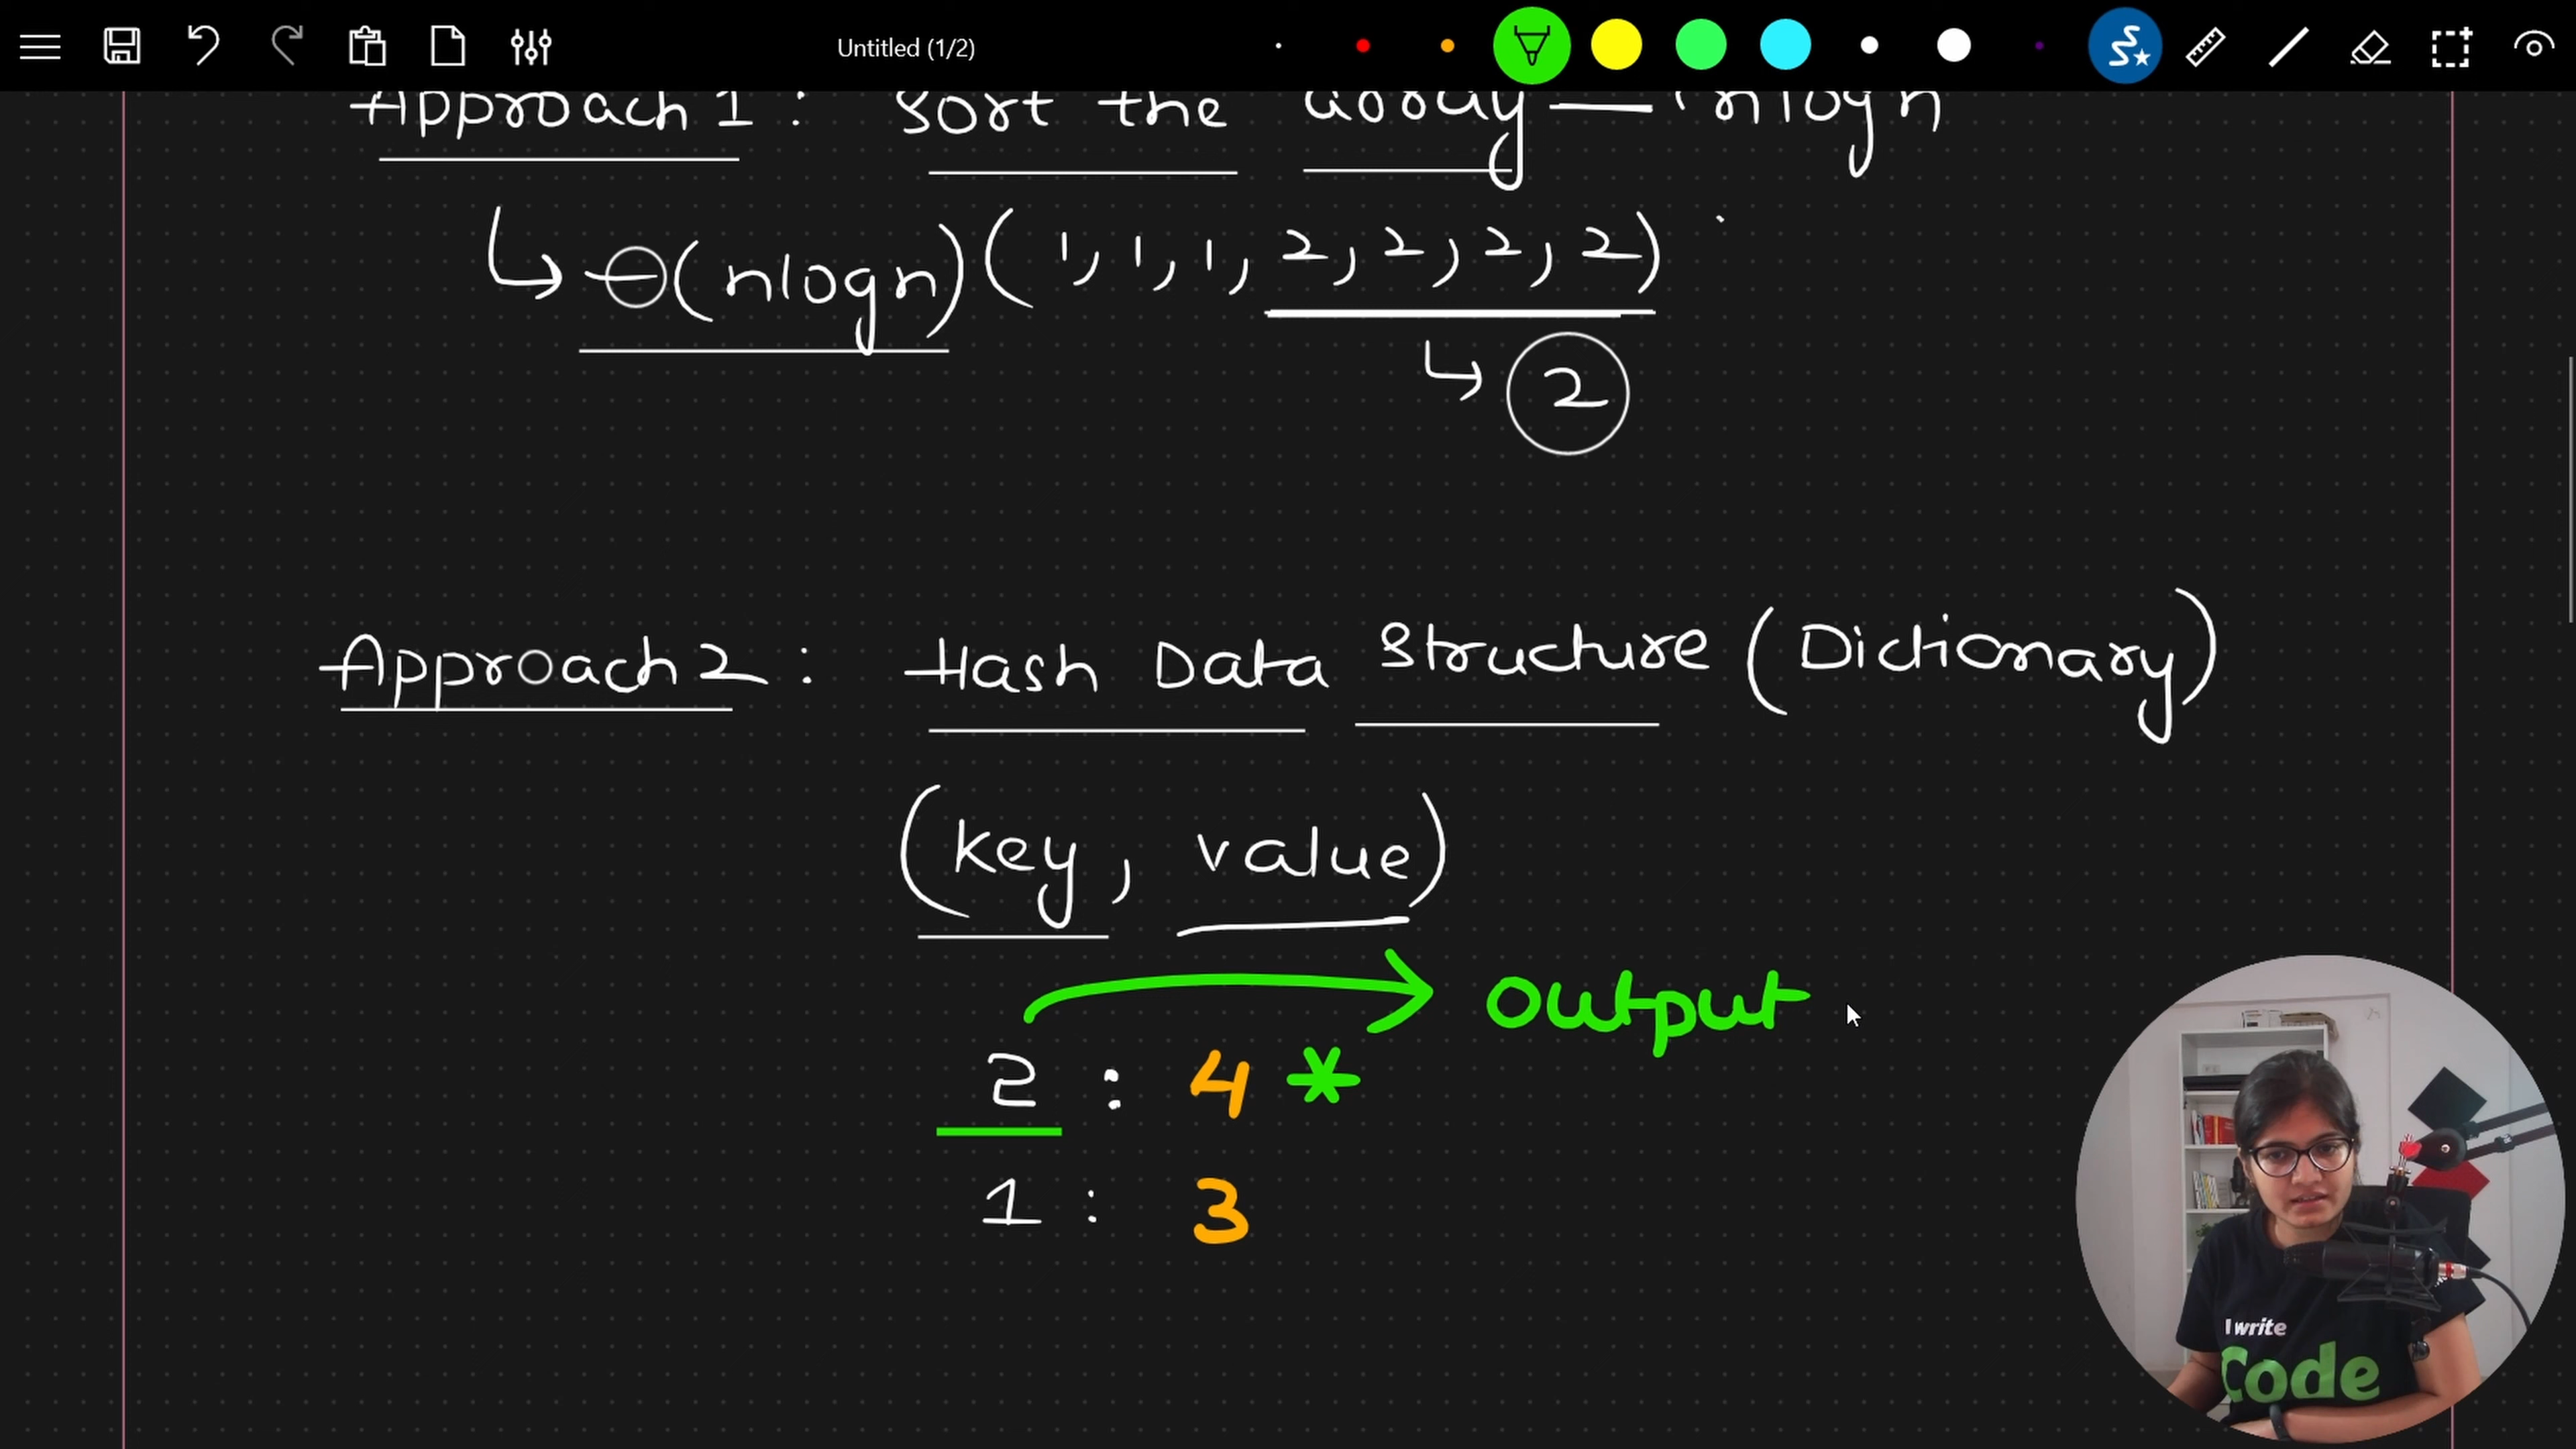 Untitled (1/2)
Approach 1 : Sort the array — nlogn
↳ Θ(nlogn) (1, 1, 1, 2, 2, 2, 2)
↳ 2
Approach 2 : Hash Data Structure (Dictionary)
(key, value)
→ output
2 : 4 *
1 : 3
I write
Code